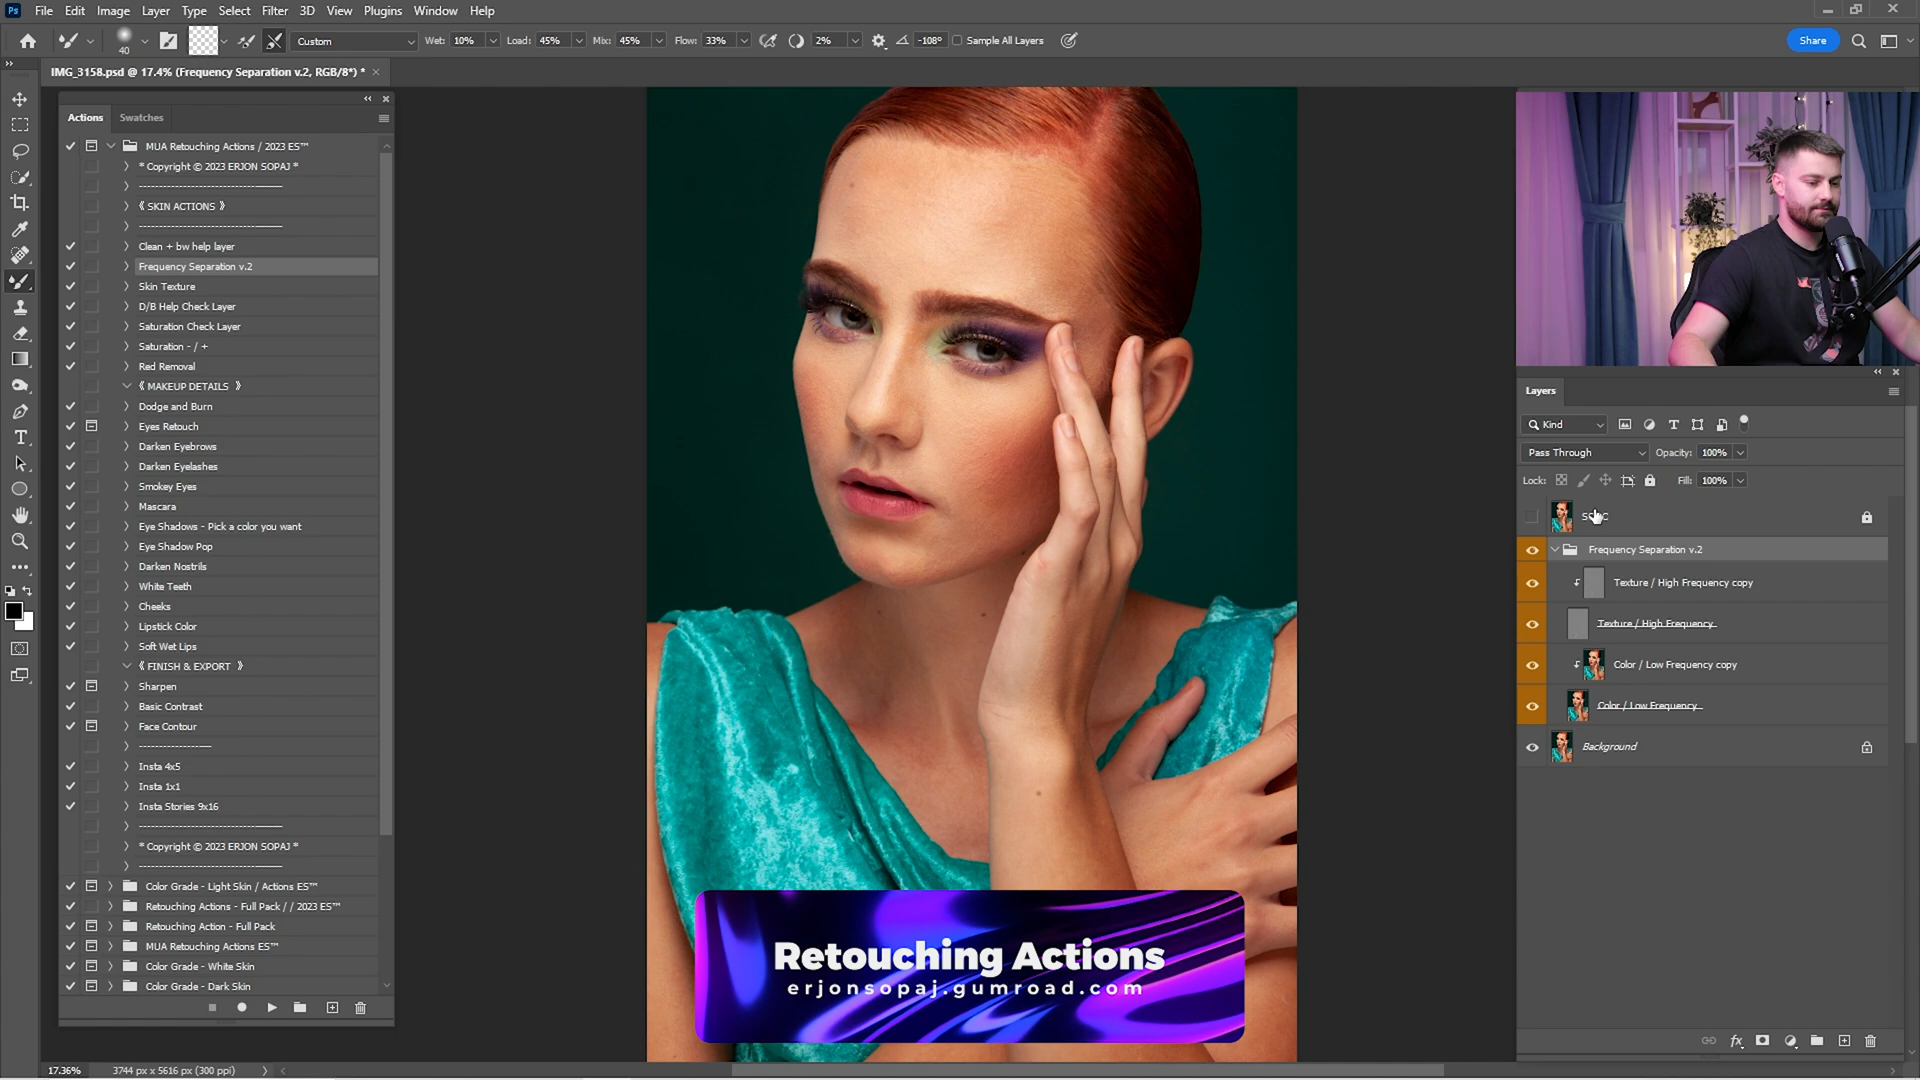 Ps File Edit Image Layer Type Select Filter 3D View Plugins Window Help
40 Custom Wet: 10% Load: 45% Mix: 45% Flow: 33% 2% -108° Sample All Layers Share
IMG_3158.psd @ 17.4% (Frequency Separation v.2, RGB/8*) * ×
Actions Swatches
MUA Retouching Actions / 2023 ES™
* Copyright © 2023 ERJON SOPAJ *
--------------------------------------
《 SKIN ACTIONS 》
--------------------------------------
Clean + bw help layer
Frequency Separation v.2
Skin Texture
D/B Help Check Layer
Saturation Check Layer
Saturation - / +
Red Removal
《 MAKEUP DETAILS 》
Dodge and Burn
Eyes Retouch
Darken Eyebrows
Darken Eyelashes
Smokey Eyes
Mascara
Eye Shadows - Pick a color you want
Eye Shadow Pop
Darken Nostrils
White Teeth
Cheeks
Lipstick Color
Soft Wet Lips
《 FINISH & EXPORT 》
Sharpen
Basic Contrast
Face Contour
-------------------
Insta 4x5
Insta 1x1
Insta Stories 9x16
--------------------------------------
* Copyright © 2023 ERJON SOPAJ *
--------------------------------------
Color Grade - Light Skin / Actions ES™
Retouching Actions - Full Pack / / 2023 ES™
Retouching Action - Full Pack
MUA Retouching Actions ES™
Color Grade - White Skin
Color Grade - Dark Skin
Retouching Actions
erjonsopaj.gumroad.com
Layers
Kind
Pass Through Opacity: 100%
Lock: Fill: 100%
Frequency Separation v.2
Texture / High Frequency copy
Texture / High Frequency
Color / Low Frequency copy
Color / Low Frequency
Background
fx
17.36% 3744 px x 5616 px (300 ppi)